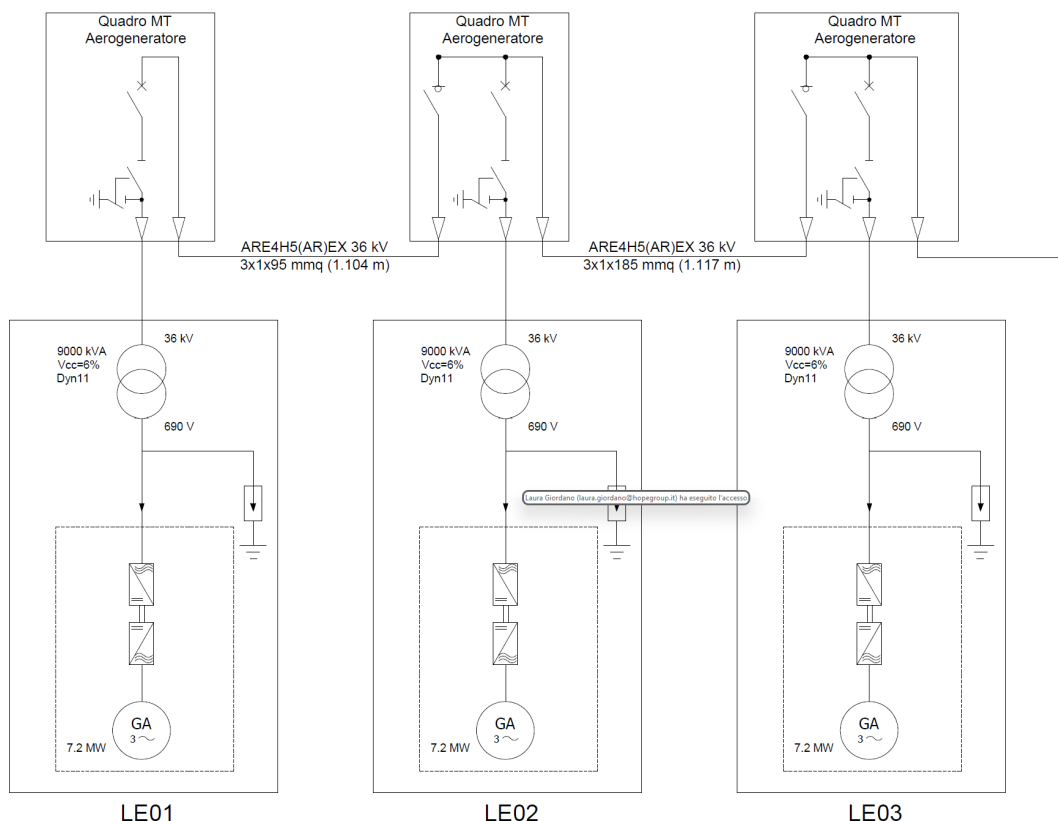 Quadro MT
Aerogeneratore
Quadro MT
Aerogeneratore
Quadro MT
Aerogeneratore
ARE4H5(AR)EX 36 kV
3x1x95 mmq (1.104 m)
ARE4H5(AR)EX 36 kV
3x1x185 mmq (1.117 m)
36 kV
9000 kVA
Vcc=6%
Dyn11
690 V
36 kV
9000 kVA
Vcc=6%
Dyn11
690 V
36 kV
9000 kVA
Vcc=6%
Dyn11
690 V
Laura Giordano (laura.giordano@hopegroup.it) ha eseguito l'accesso
GA
3
7.2 MW
GA
3
7.2 MW
GA
3
7.2 MW
LE01
LE02
LE03